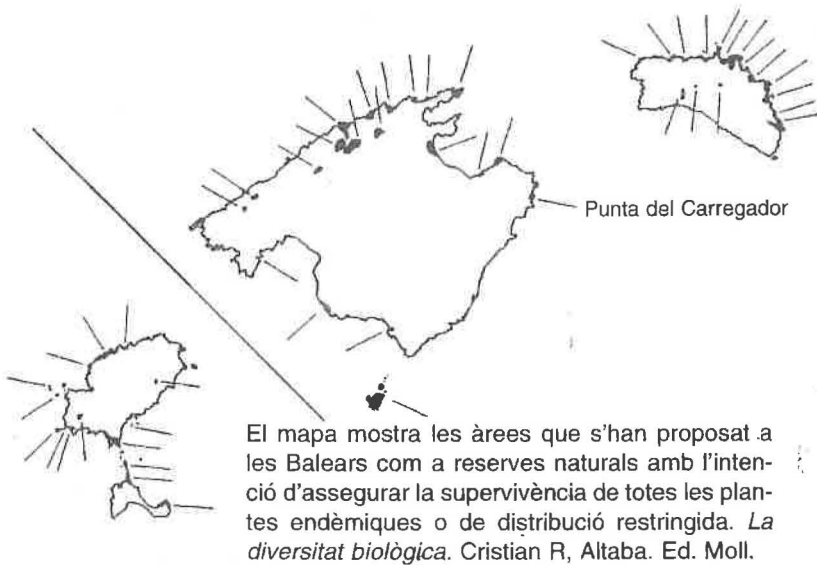 Punta del Carregador
El mapa mostra les àrees que s'han proposat a
les Balears com a reserves naturals amb l'inten-
ció d'assegurar la supervivència de totes les plan-
tes endèmiques o de distribució restringida. La
diversitat biològica. Cristian R, Altaba. Ed. Moll.